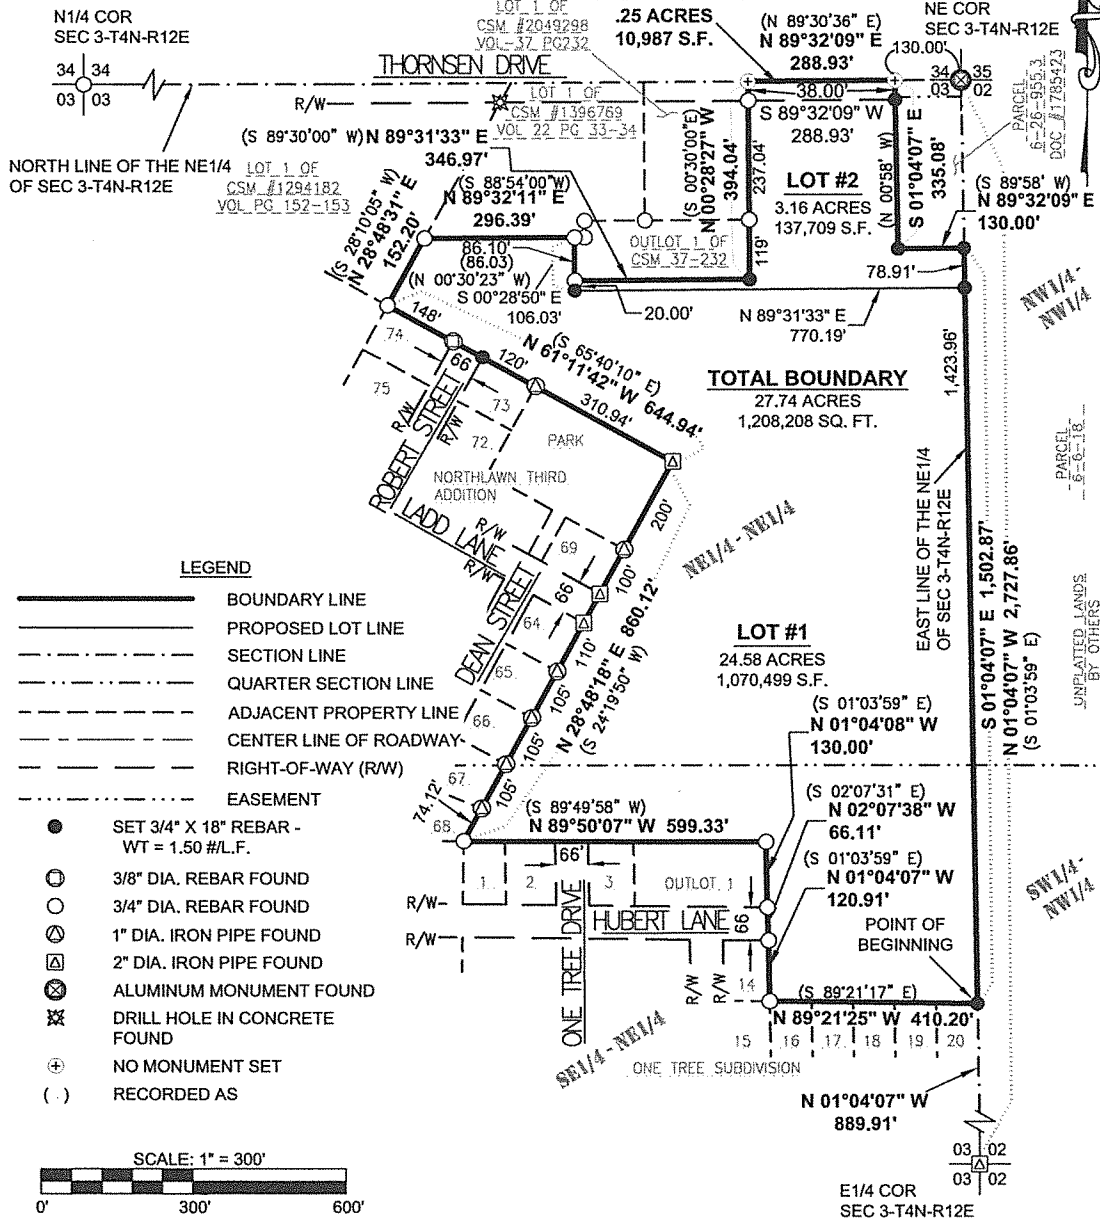 N1/4 COR
SEC 3-T4N-R12E
34 34
03 03
LOT 1 OF
CSM #2049298
VOL-37 PG232
.25 ACRES
10,987 S.F.
(N 89°30'36" E)
N 89°32'09" E
288.93'
NE COR
SEC 3-T4N-R12E
130.00'
34 35
03 02
THORNSEN DRIVE
R/W
38.00'
S 89°32'09" W
288.93'
LOT 1 OF
CSM #1396769
VOL 22 PG 33-34
PARCEL
6-26-955.3
DOC #1785423
NORTH LINE OF THE NE1/4
OF SEC 3-T4N-R12E
(S 89°30'00" W) N 89°31'33" E
346.97'
LOT 1 OF
CSM #1294182
VOL PG 152-153
(S 88°54'00"W)
N 89°32'11" E
296.39'
(S 00°30'00"E)
N 00°28'27" W
394.04'
237.04'
119'
LOT #2
3.16 ACRES
137,709 S.F.
(N 00°58' W)
S 01°04'07" E
335.08'
(S 89°58' W)
N 89°32'09" E
130.00'
(S 28°10'05" W)
N 28°48'31" E
152.20'
86.10'
(86.03)
(N 00°30'23" W)
S 00°28'50" E
106.03'
OUTLOT 1 OF
CSM 37-232
20.00'
78.91'
N 89°31'33" E
770.19'
NW1/4-
NW1/4
148'
66
120'
(S 65°40'10" E)
N 61°11'42" W 644.94'
310.94'
74
75
73
72
R/W
R/W
ROBERT STREET
PARK
NORTHLAWN THIRD
ADDITION
TOTAL BOUNDARY
27.74 ACRES
1,208,208 SQ. FT.
1,423.96'
EAST LINE OF THE NE1/4
OF SEC 3-T4N-R12E
PARCEL
6-6-18
LADD LANE
R/W
R/W
200'
NE1/4 - NE1/4
69
66
100'
DEAN STREET
64
110'
65
105'
66
105'
67
105'
74.12'
68
N 28°48'18" E 860.12'
(S 24°19'50" W)
S 01°04'07" E 1,502.87'
N 01°04'07" W 2,727.86'
(S 01°03'59" E)
UNPLATTED LANDS
BY OTHERS
LOT #1
24.58 ACRES
1,070,499 S.F.
(S 01°03'59" E)
N 01°04'08" W
130.00'
(S 02°07'31" E)
N 02°07'38" W
66.11'
(S 01°03'59" E)
N 01°04'07" W
120.91'
(S 89°49'58" W)
N 89°50'07" W 599.33'
66'
1
2
3
OUTLOT 1
R/W
R/W
HUBERT LANE
66
ONE TREE DRIVE
R/W
R/W
14
POINT OF
BEGINNING
SW1/4-
NW1/4
(S 89°21'17" E)
N 89°21'25" W 410.20'
15 16 17 18 19 20
SE1/4 - NE1/4
ONE TREE SUBDIVISION
N 01°04'07" W
889.91'
03 02
03 02
E1/4 COR
SEC 3-T4N-R12E
LEGEND
BOUNDARY LINE
PROPOSED LOT LINE
SECTION LINE
QUARTER SECTION LINE
ADJACENT PROPERTY LINE
CENTER LINE OF ROADWAY
RIGHT-OF-WAY (R/W)
EASEMENT
SET 3/4" X 18" REBAR -
WT = 1.50 #/L.F.
3/8" DIA. REBAR FOUND
3/4" DIA. REBAR FOUND
1" DIA. IRON PIPE FOUND
2" DIA. IRON PIPE FOUND
ALUMINUM MONUMENT FOUND
DRILL HOLE IN CONCRETE
FOUND
NO MONUMENT SET
( . ) RECORDED AS
SCALE: 1" = 300'
0' 300' 600'